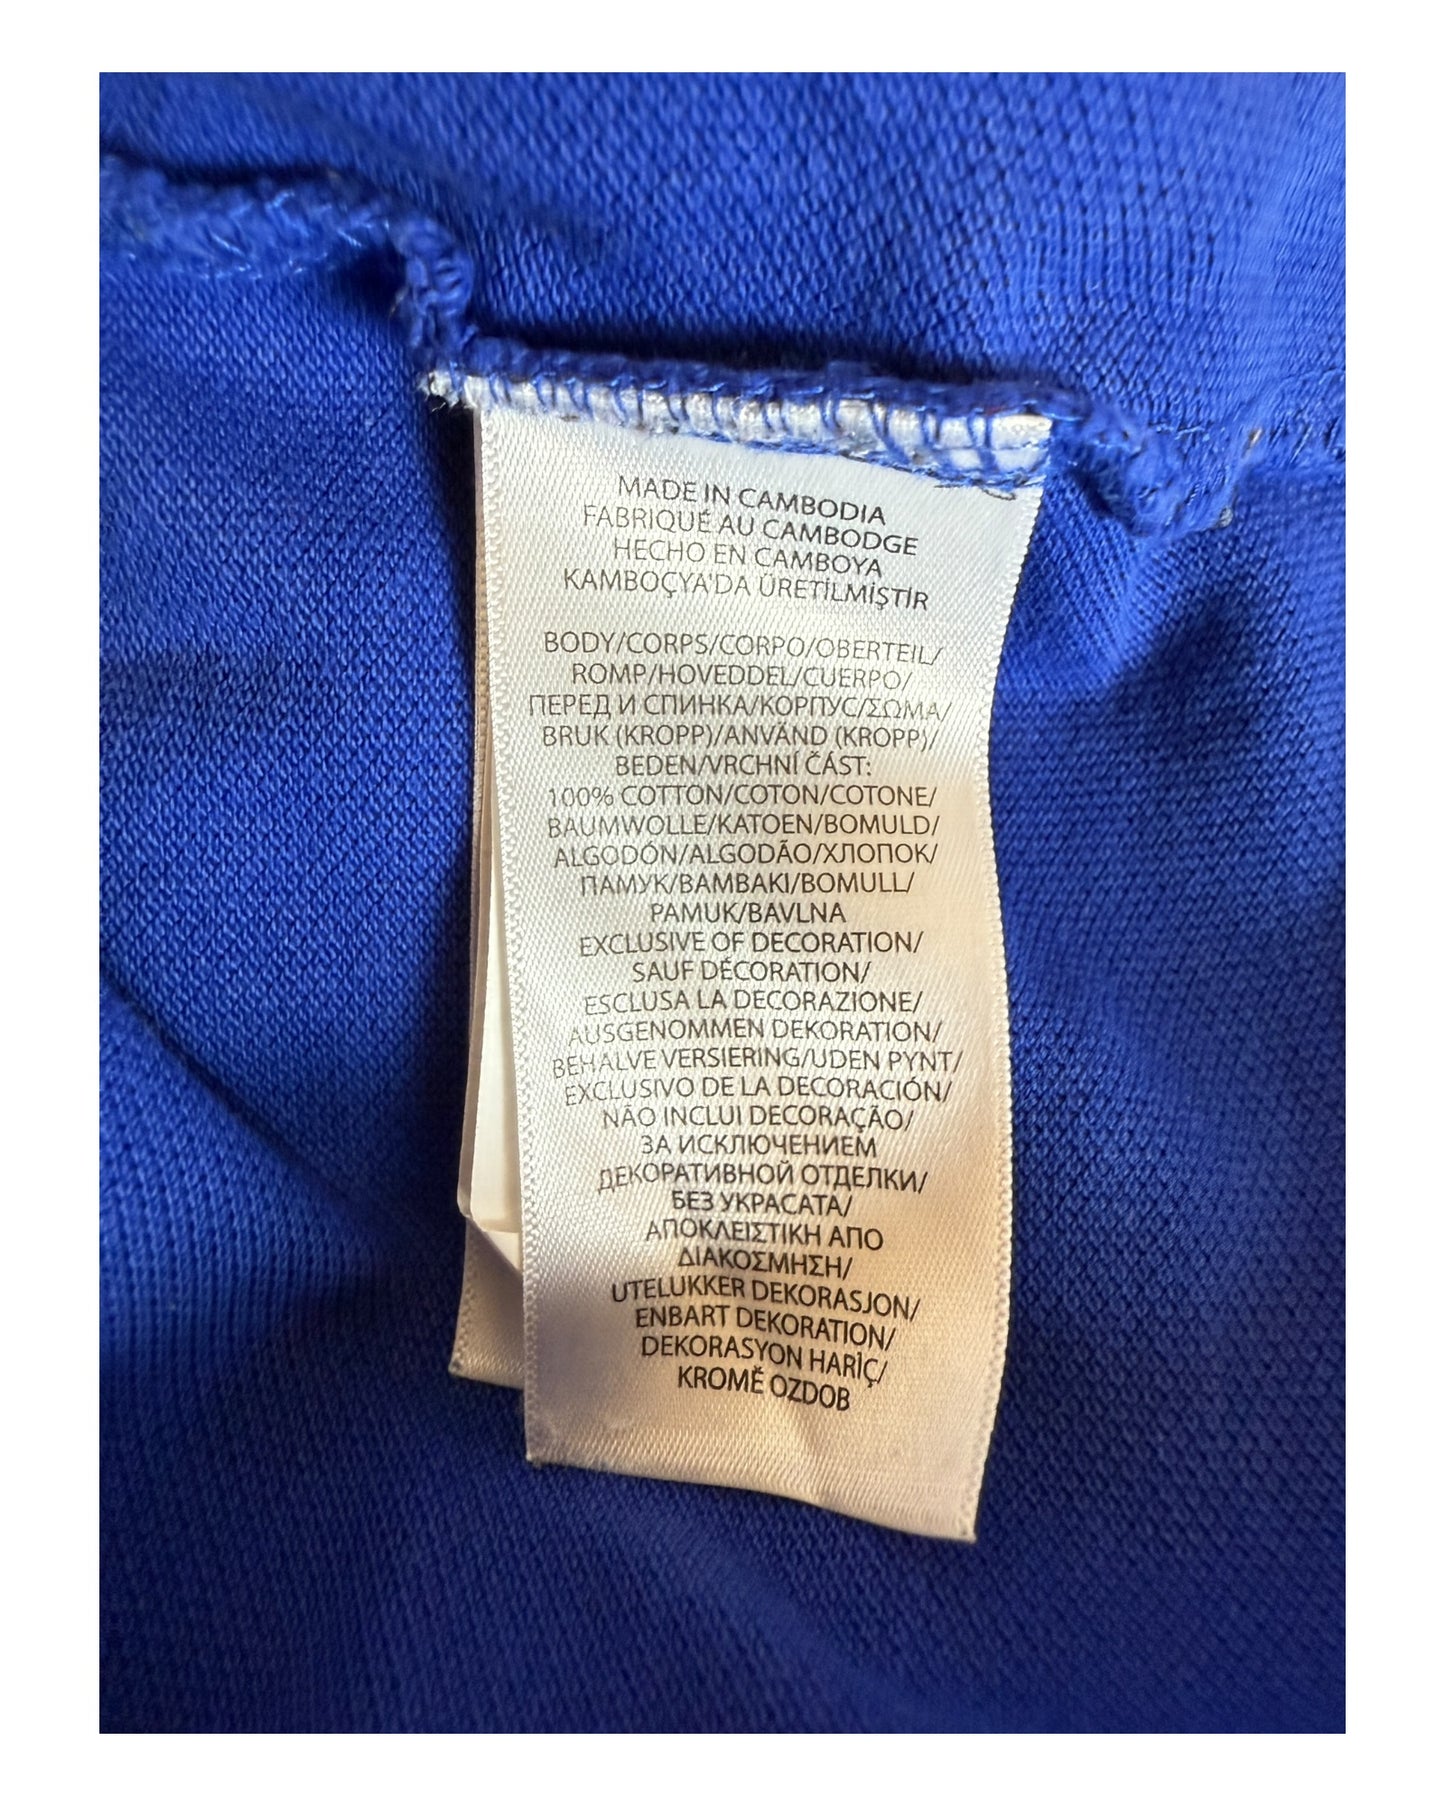 MADE IN CAMBODIA
FABRIQUÉ AU CAMBODGE
HECHO EN CAMBOYA
KAMBOÇYA'DA ÜRETİLMİŞTİR
BODY/CORPS/CORPO/OBERTEIL/
ROMP/HOVEDDEL/CUERPO/
ПЕРЕД И СПИНКА/КОРПУС/ΣΩΜΑ/
BRUK (KROPP)/ANVÄND (KROPP)/
BEDEN/VRCHNÍ ČÁST:
100% COTTON/COTON/COTONE/
BAUMWOLLE/KATOEN/BOMULD/
ALGODÓN/ALGODÃO/ХЛОПОК/
ПАМУК/ΒΑΜΒΑΚΙ/BOMULL/
PAMUK/BAVLNA
EXCLUSIVE OF DECORATION/
SAUF DÉCORATION/
ESCLUSA LA DECORAZIONE/
AUSGENOMMEN DEKORATION/
BEHALVE VERSIERING/UDEN PYNT/
EXCLUSIVO DE LA DECORACIÓN/
NÃO INCLUI DECORAÇÃO/
ЗА ИСКЛЮЧЕНИЕМ
ДЕКОРАТИВНОЙ ОТДЕЛКИ/
БЕЗ УКРАСАТА/
ΑΠΟΚΛΕΙΣΤΙΚΗ ΑΠΟ
ΔΙΑΚΟΣΜΗΣΗ/
UTELUKKER DEKORASJON/
ENBART DEKORATION/
DEKORASYON HARİÇ/
KROMĚ OZDOB